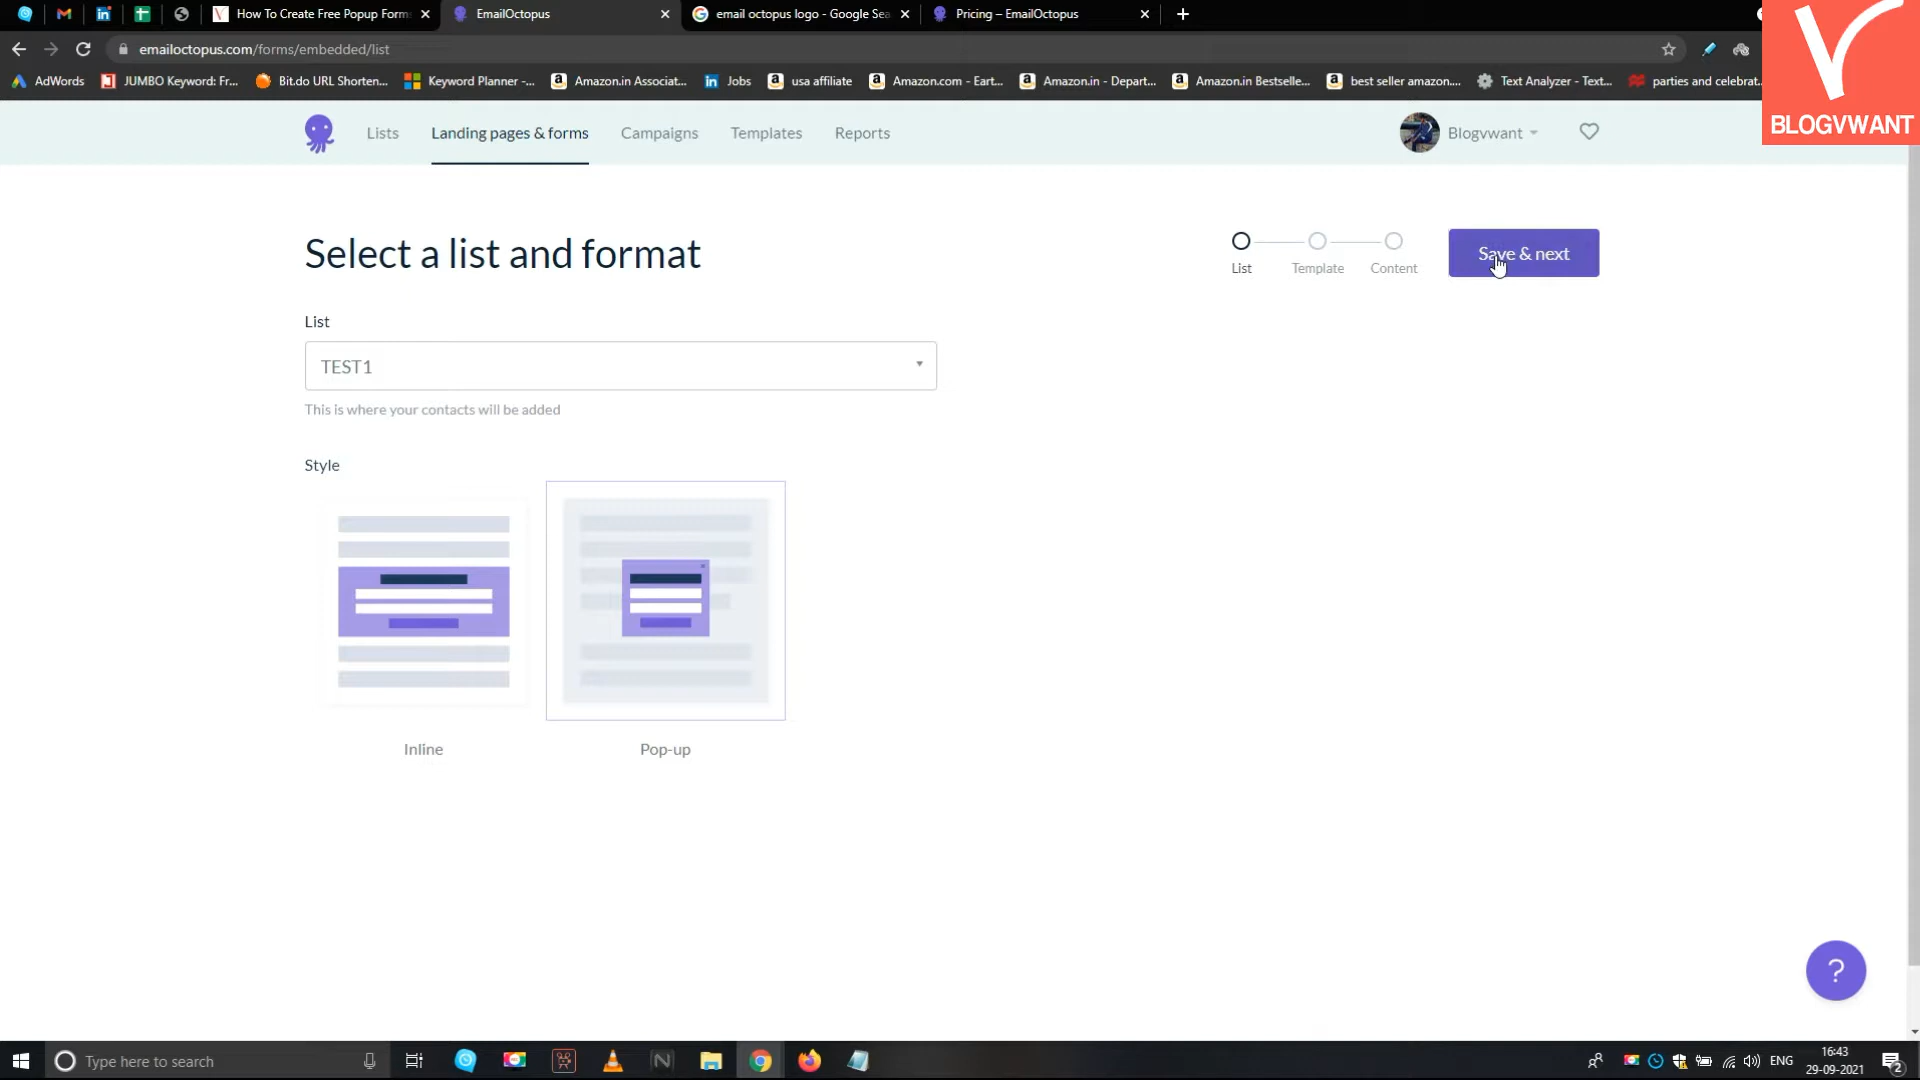 How To Create Free Popup Form
EmailOctopus
email octopus logo - Google Sea
Pricing – EmailOctopus
emailoctopus.com/forms/embedded/list
AdWords
JUMBO Keyword: Fr...
Bit.do URL Shorten...
Keyword Planner -...
Amazon.in Associat...
Jobs
usa affiliate
Amazon.com - Eart...
Amazon.in - Depart...
Amazon.in Bestselle...
best seller amazon....
Text Analyzer - Text...
parties and celebrat...
BLOGVWANT
Lists
Landing pages & forms
Campaigns
Templates
Reports
Blogvwant
Select a list and format
List
Template
Content
Save & next
List
TEST1
This is where your contacts will be added
Style
Inline
Pop-up
?
Type here to search
ENG
16:43
29-09-2021
2